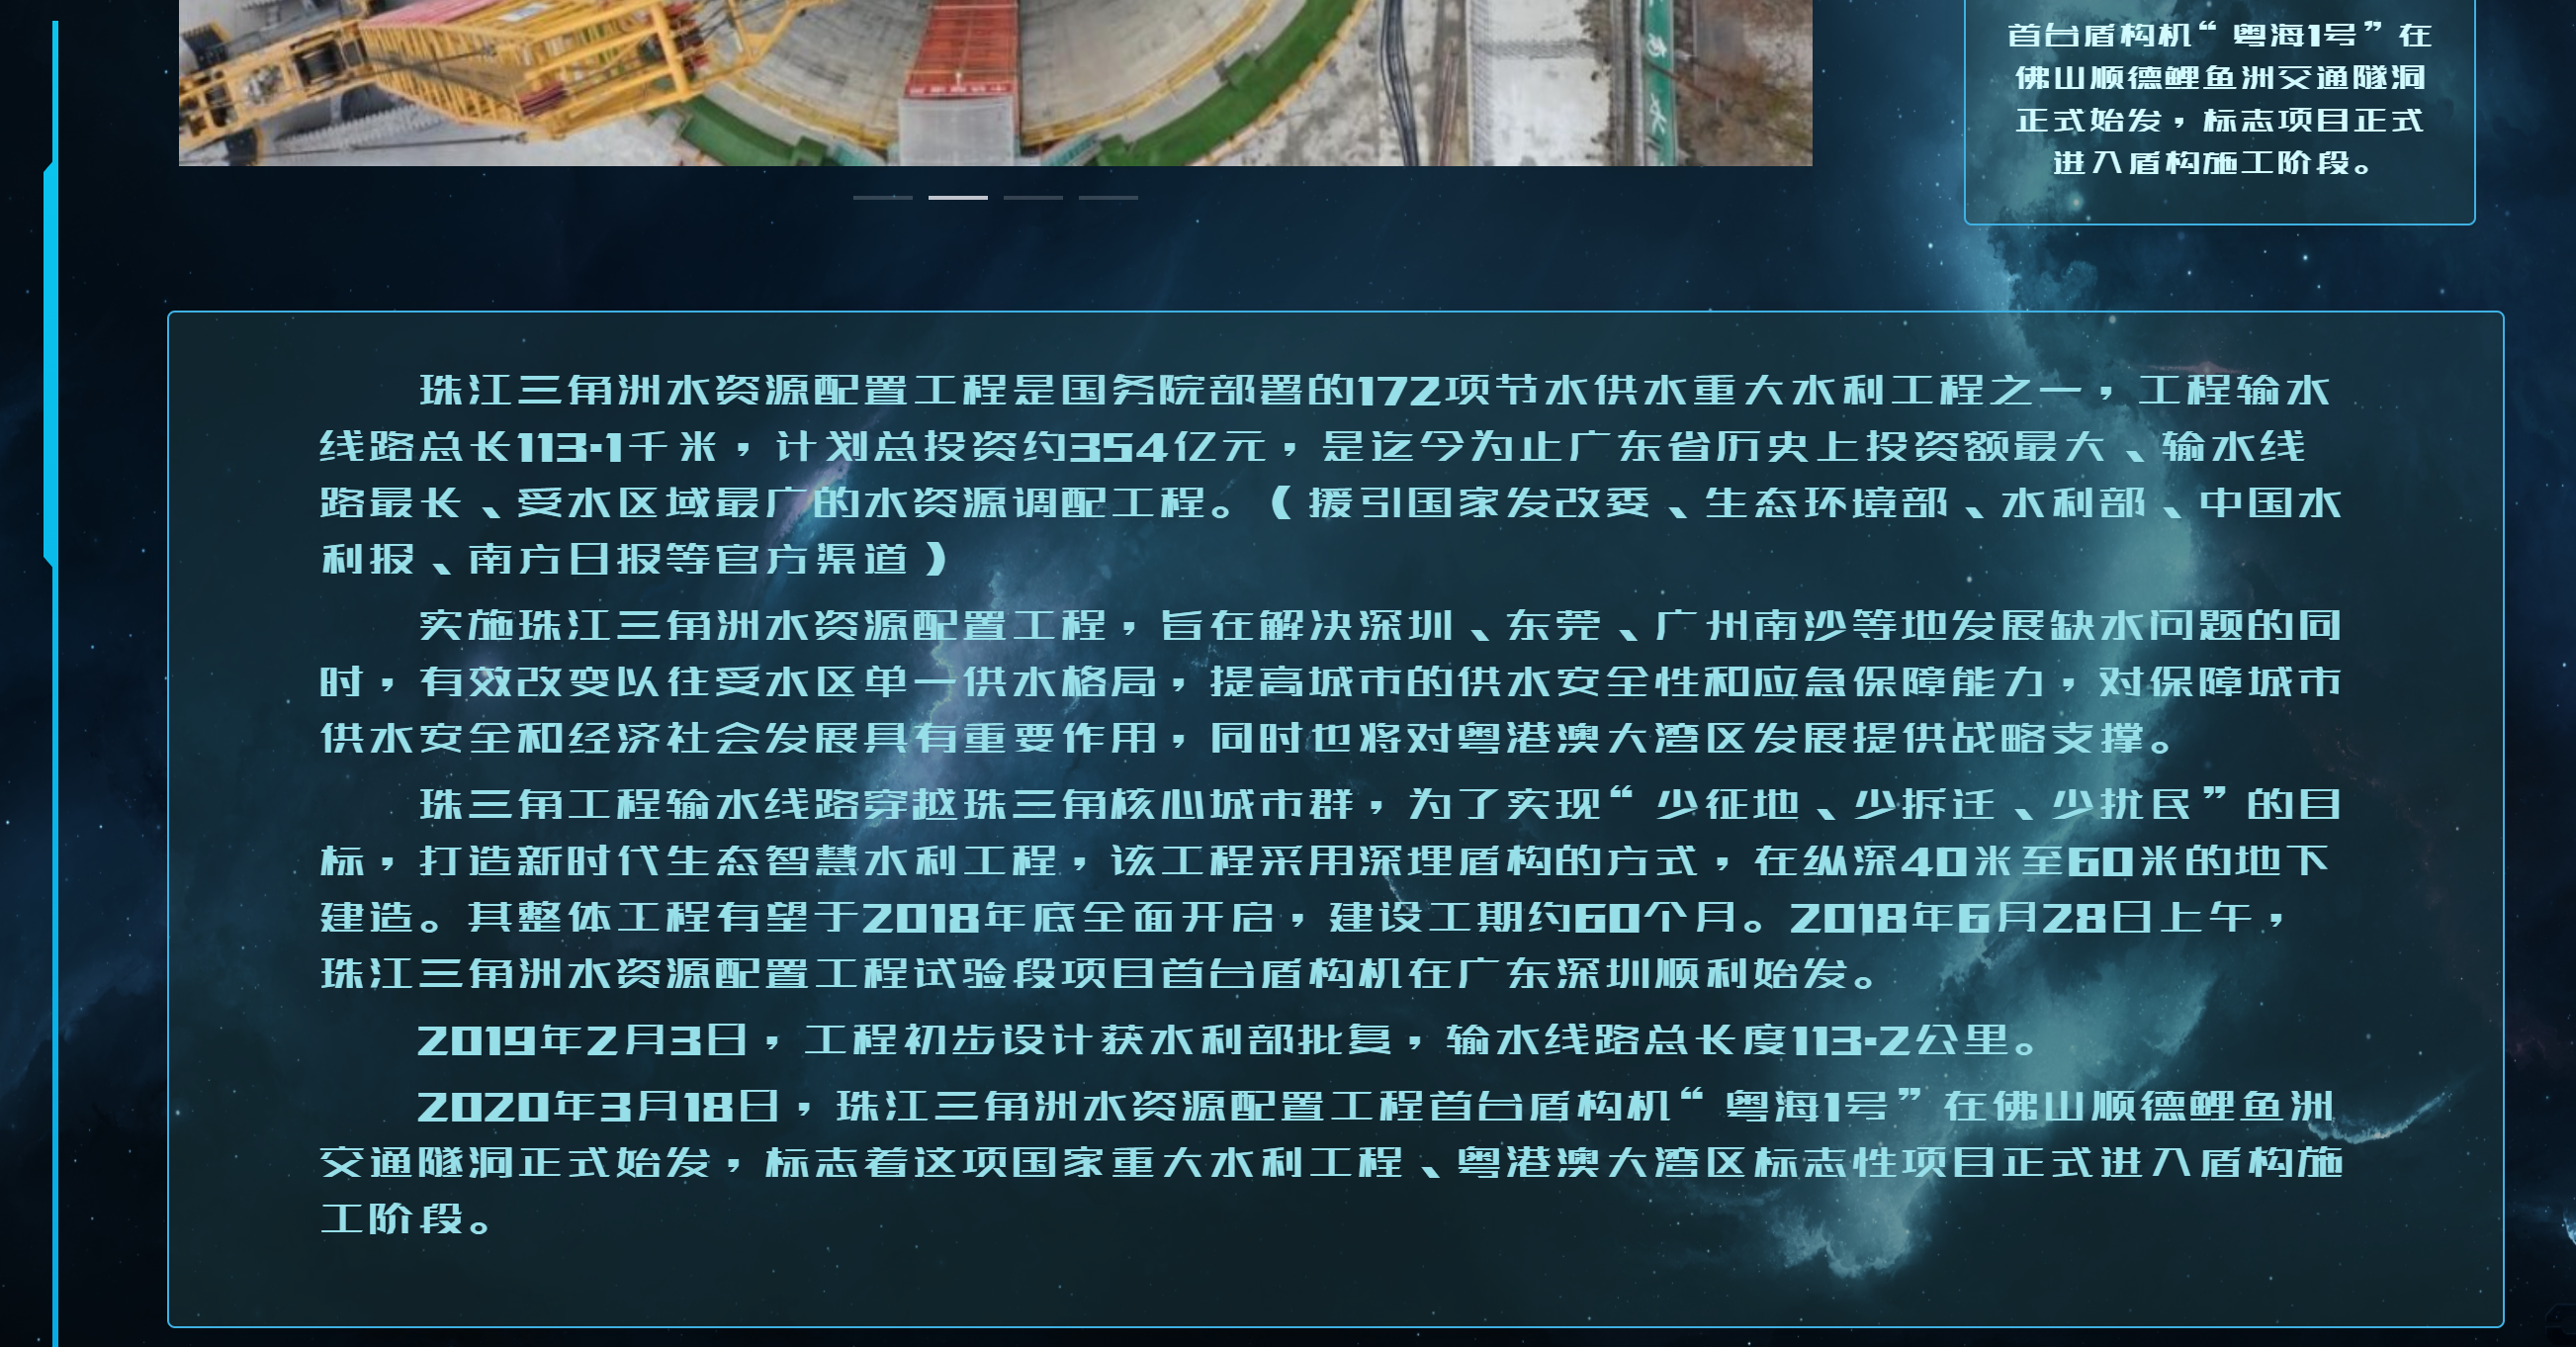 首台盾构机“粤海1号”在
佛山顺德鲤鱼洲交通隧洞
正式始发，标志项目正式
进入盾构施工阶段。
珠江三角洲水资源配置工程是国务院部署的172项节水供水重大水利工程之一，工程输水
线路总长113.1千米，计划总投资约354亿元，是迄今为止广东省历史上投资额最大、输水线
路最长、受水区域最广的水资源调配工程。（援引国家发改委、生态环境部、水利部、中国水
利报、南方日报等官方渠道）
实施珠江三角洲水资源配置工程，旨在解决深圳、东莞、广州南沙等地发展缺水问题的同
时，有效改变以往受水区单一供水格局，提高城市的供水安全性和应急保障能力，对保障城市
供水安全和经济社会发展具有重要作用，同时也将对粤港澳大湾区发展提供战略支撑。
珠三角工程输水线路穿越珠三角核心城市群，为了实现“少征地、少拆迁、少扰民”的目
标，打造新时代生态智慧水利工程，该工程采用深埋盾构的方式，在纵深40米至60米的地下
建造。其整体工程有望于2018年底全面开启，建设工期约60个月。2018年6月28日上午，
珠江三角洲水资源配置工程试验段项目首台盾构机在广东深圳顺利始发。
2019年2月3日，工程初步设计获水利部批复，输水线路总长度113.2公里。
2020年3月18日，珠江三角洲水资源配置工程首台盾构机“粤海1号”在佛山顺德鲤鱼洲
交通隧洞正式始发，标志着这项国家重大水利工程、粤港澳大湾区标志性项目正式进入盾构施
工阶段。